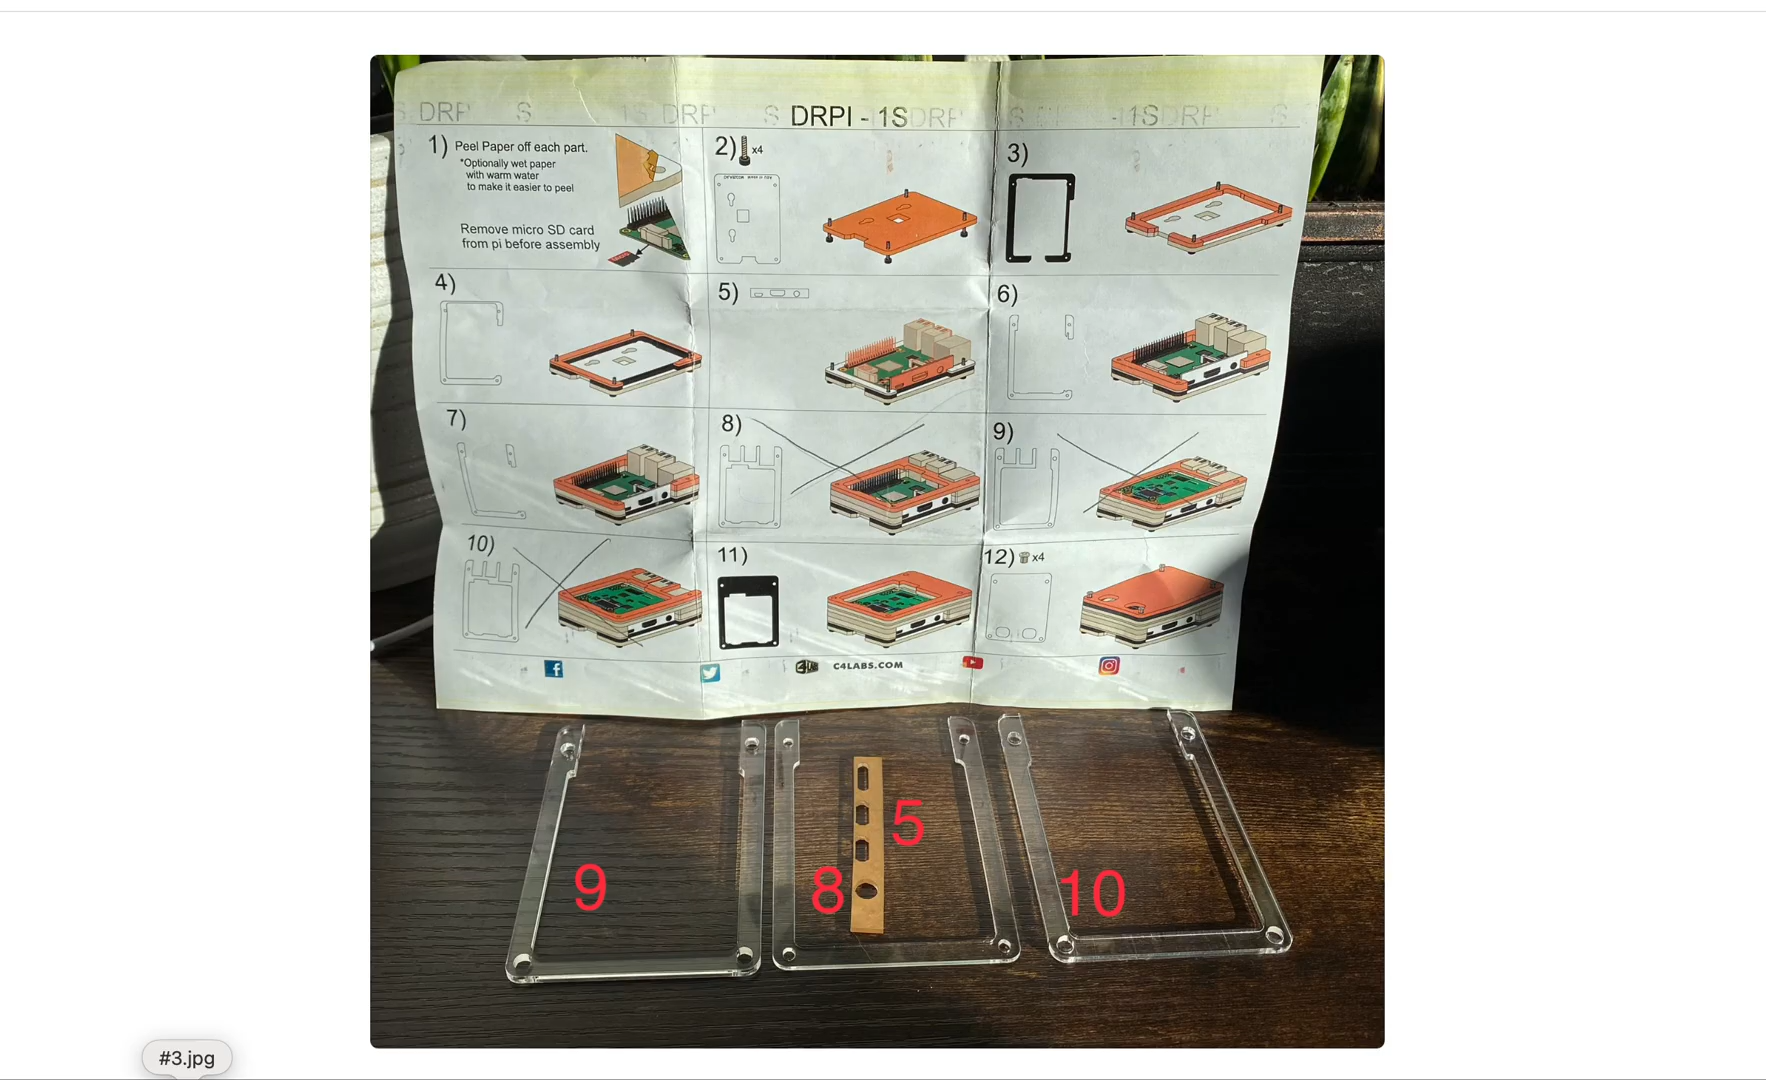 DRPI - 1S
1) Peel Paper off each part.
*Optionally wet paper
with warm water
to make it easier to peel
Remove micro SD card
from pi before assembly
2) x4
3)
4)
5)
6)
7)
8)
9)
10)
11)
12) x4
C4LABS.COM
9
8
5
10
#3.jpg